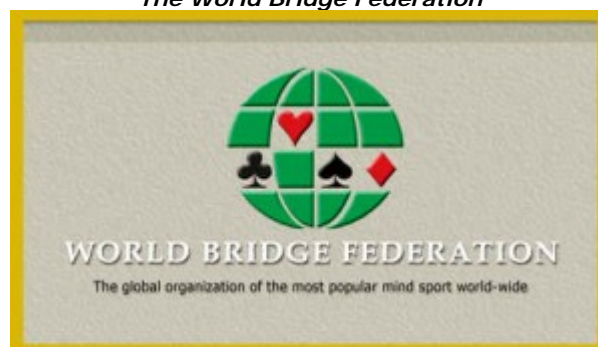 The World Bridge Federation
WORLD BRIDGE FEDERATION
The global organization of the most popular mind sport world-wide